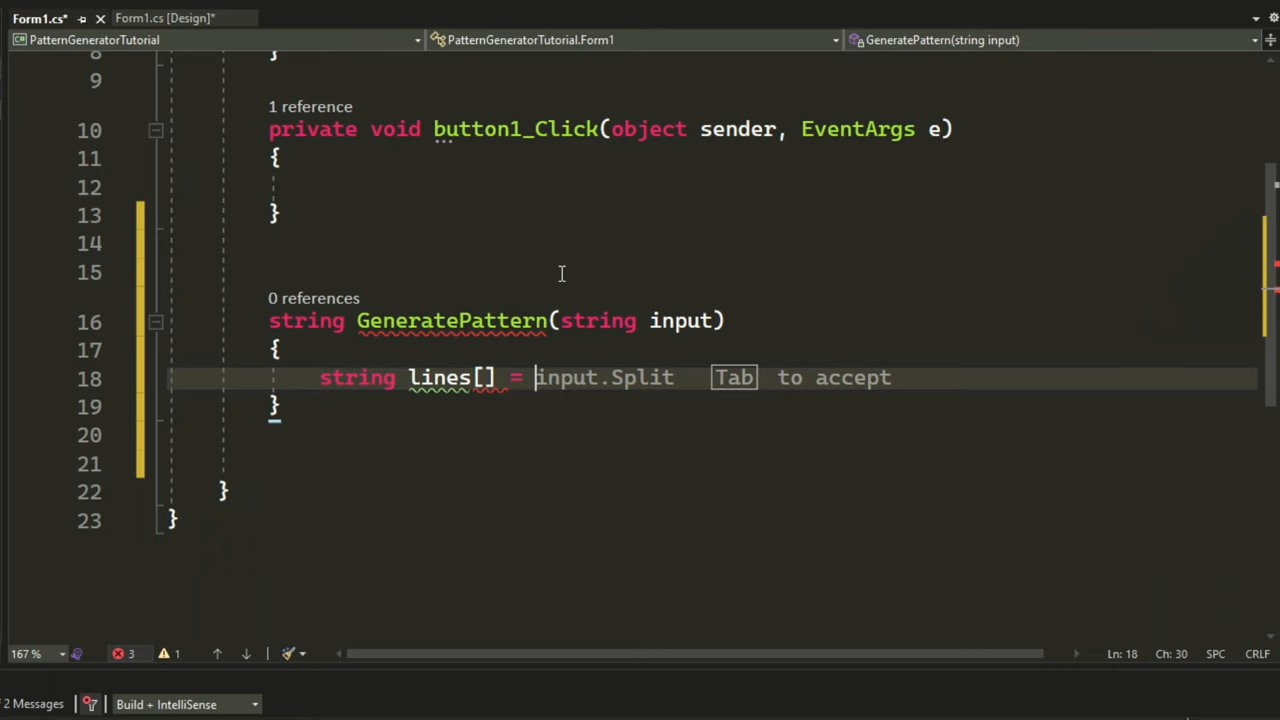 Form1.cs* Form1.cs [Design]*
PatternGeneratorTutorial PatternGeneratorTutorial.Form1 GeneratePattern(string input)
8 }
9
1 reference
10 private void button1_Click(object sender, EventArgs e)
11 {
12
13 }
14
15
0 references
16 string GeneratePattern(string input)
17 {
18 string lines[] = input.Split Tab to accept
19 }
20
21
22 }
23 }
167 % 3 1 Ln: 18 Ch: 30 SPC CRLF
f 2 Messages Build + IntelliSense